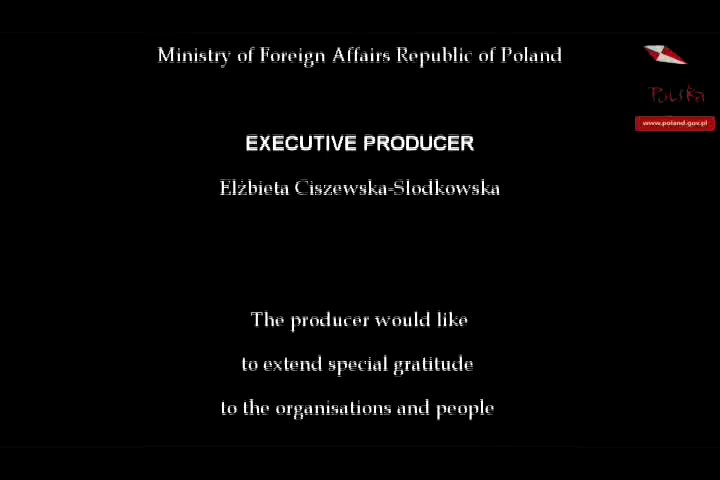 Ministry of Foreign Affairs Republic of Poland
Polska
www.poland.gov.pl
EXECUTIVE PRODUCER
Elżbieta Ciszewska-Słodkowska
The producer would like
to extend special gratitude
to the organisations and people